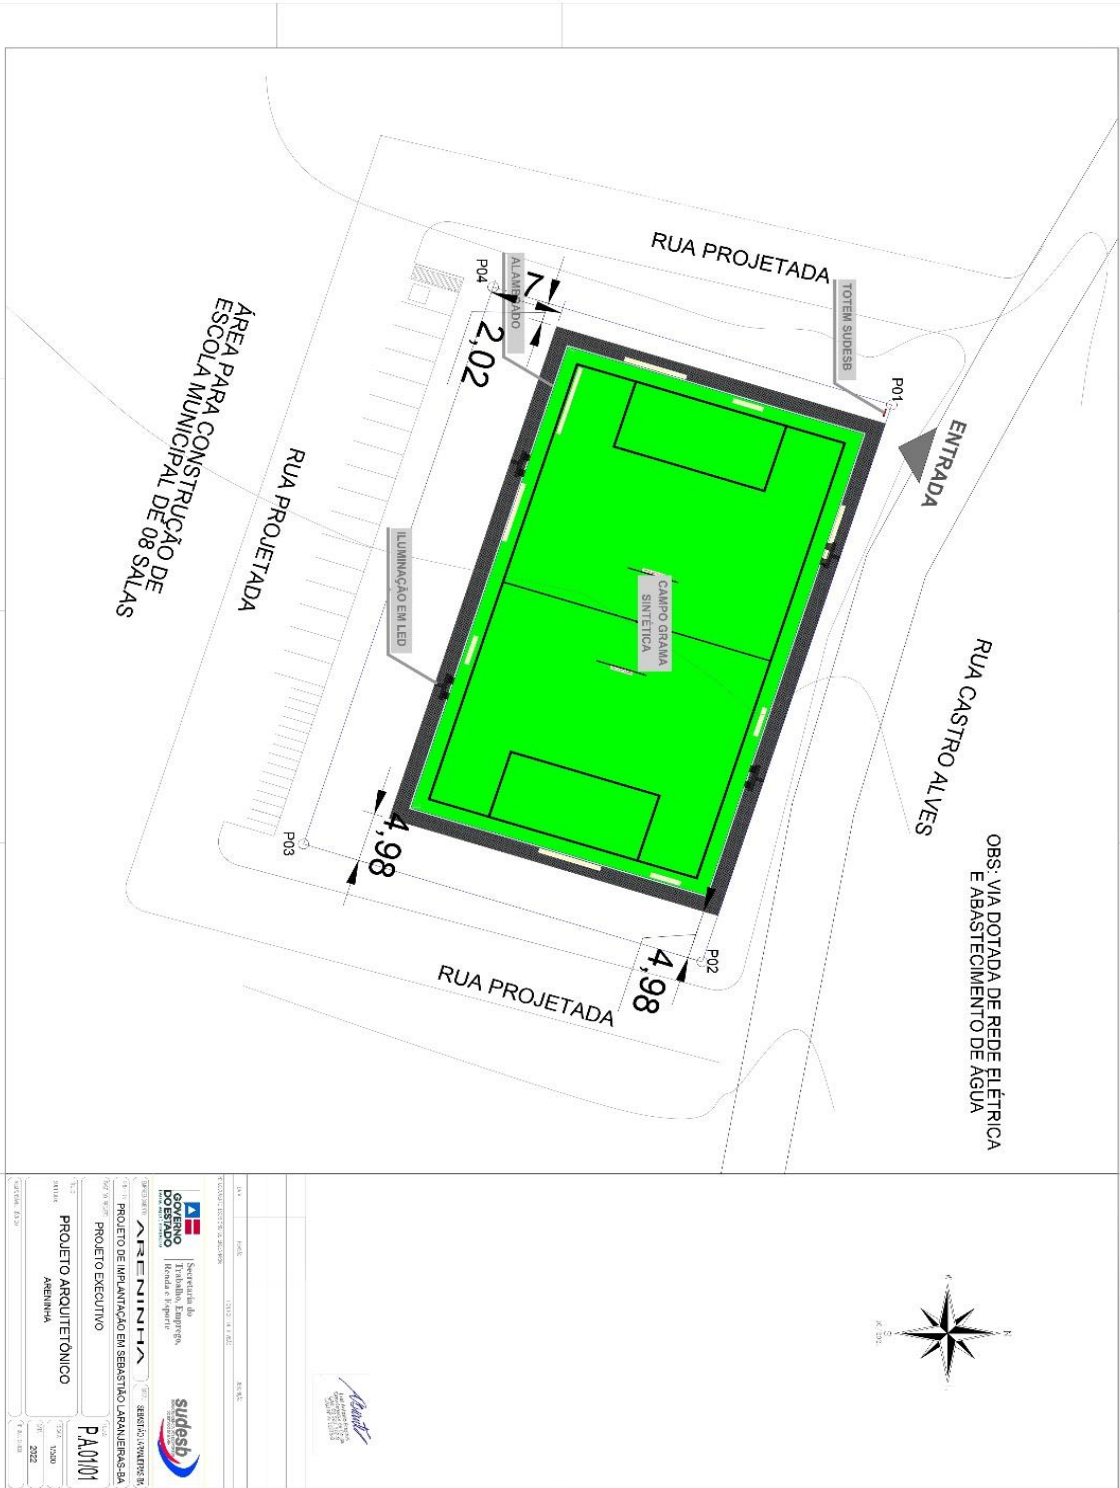 RUA PROJETADA
TOTEM SUDESB
P01
ENTRADA
P04
ALAMBRADO
7
2,02
RUA CASTRO ALVES
OBS: VIA DOTADA DE REDE ELÉTRICA
E ABASTECIMENTO DE ÁGUA
CAMPO GRAMA
SINTÉTICA
ILUMINAÇÃO EM LED
ÁREA PARA CONSTRUÇÃO DE
ESCOLA MUNICIPAL DE 08 SALAS
RUA PROJETADA
P03
4,98
P02
4,98
RUA PROJETADA
GOVERNO
DO ESTADO
Secretaria do
Trabalho, Emprego,
Renda e Esporte
sudesb
ARENINHA
SEBASTIÃO LARANJEIRAS-BA
PROJETO DE IMPLANTAÇÃO EM SEBASTIÃO LARANJEIRAS-BA
PROJETO EXECUTIVO
P.A.01/01
PROJETO ARQUITETÔNICO
ARENINHA
2022